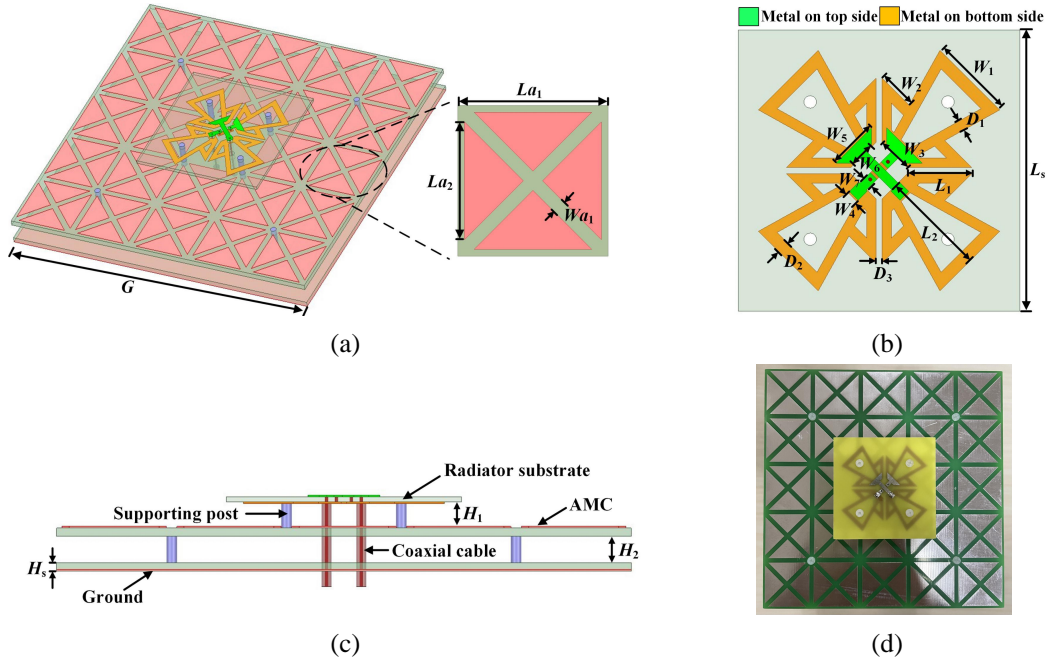 La₁
La₂
Wa₁
G
(a)
Metal on top side
Metal on bottom side
W₁
W₂
D₁
W₅
W₃
W₆
W₇
L₁
Lₛ
W₄
L₂
D₂
D₃
(b)
Radiator substrate
Supporting post
H₁
AMC
Coaxial cable
H₂
Hₛ
Ground
(c)
(d)